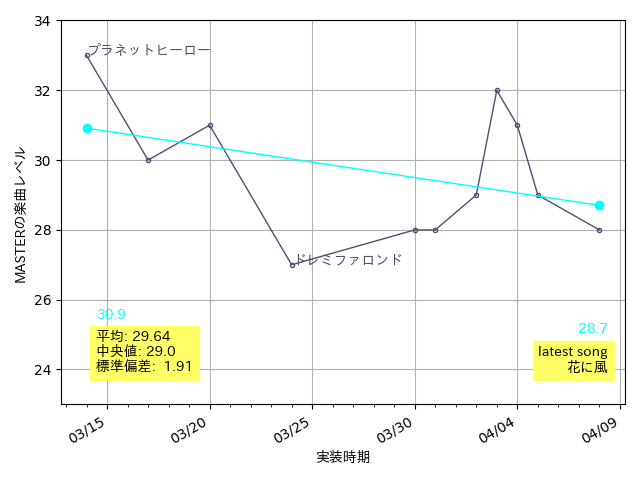 34
32
30
28
26
24
MASTERの楽曲レベル
プラネットヒーロー
ドレミファロンド
30.9
平均: 29.64
中央値: 29.0
標準偏差: 1.91
28.7
latest song
花に風
03/15
03/20
03/25
03/30
04/04
04/09
実装時期